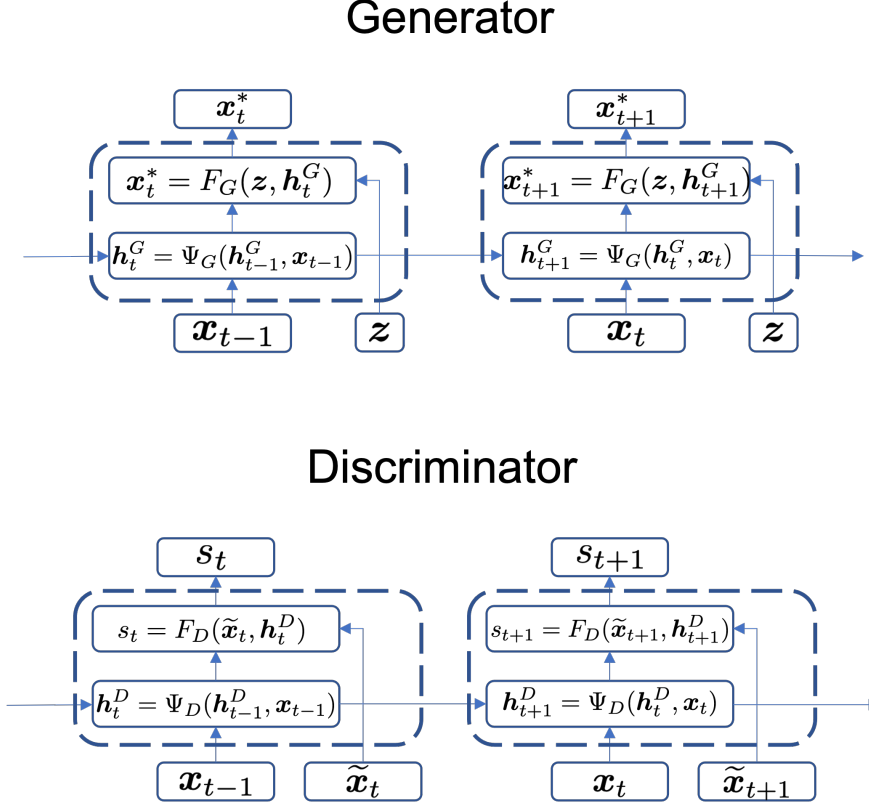 Generator
x*_t x*_{t+1}
x*_t = F_G(z, h^G_t) x*_{t+1} = F_G(z, h^G_{t+1})
h^G_t = Ψ_G(h^G_{t−1}, x_{t−1}) h^G_{t+1} = Ψ_G(h^G_t, x_t)
x_{t−1} z x_t z
Discriminator
s_t s_{t+1}
s_t = F_D(x̃_t, h^D_t) s_{t+1} = F_D(x̃_{t+1}, h^D_{t+1})
h^D_t = Ψ_D(h^D_{t−1}, x_{t−1}) h^D_{t+1} = Ψ_D(h^D_t, x_t)
x_{t−1} x̃_t x_t x̃_{t+1}